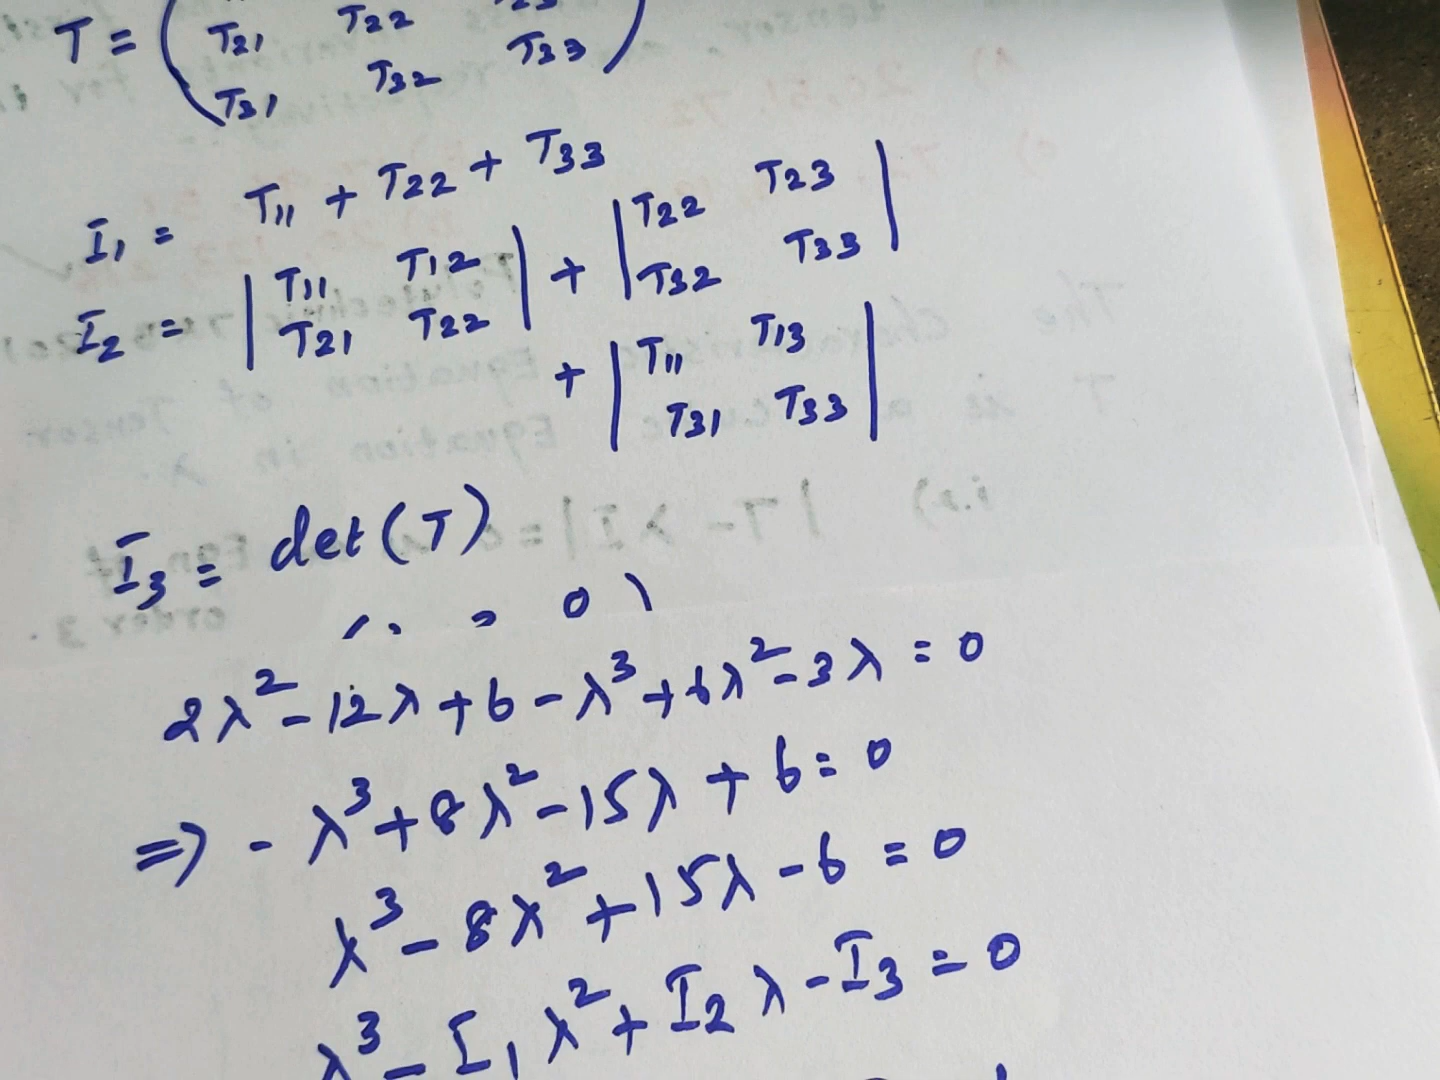 T = ( T21 T22 T23
T31 T32 T33 )
I1 = T11 + T22 + T33
I2 = | T11 T12 | + | T22 T23 |
| T21 T22 | | T32 T33 |
+ | T11 T13 |
| T31 T33 |
I3 = det(T)
2λ² - 12λ + 6 - λ³ + 6λ² - 3λ = 0
=> - λ³ + 8λ² - 15λ + 6 = 0
λ³ - 8λ² + 15λ - 6 = 0
λ³ - I1 λ² + I2 λ - I3 = 0